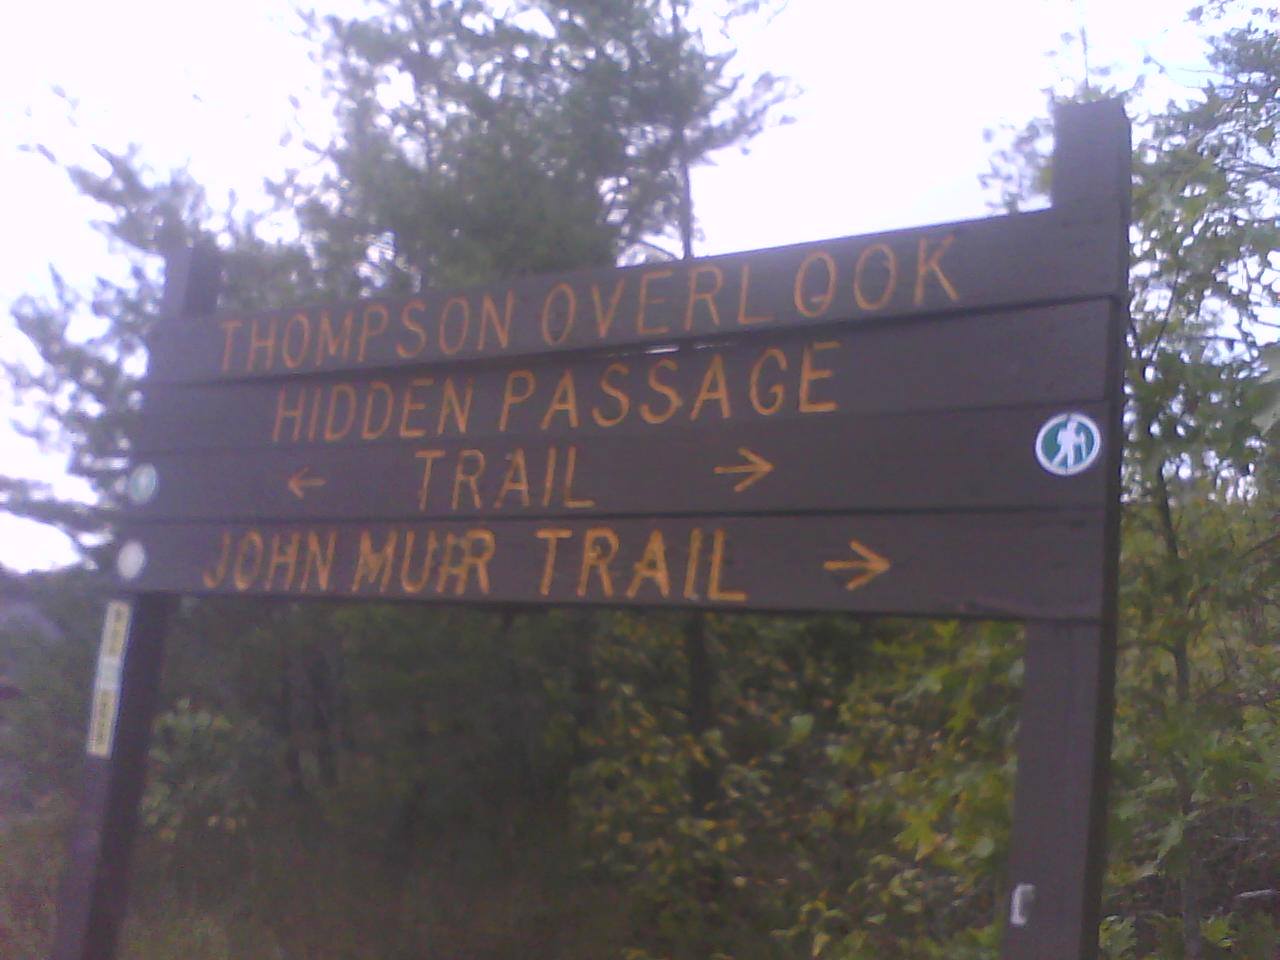 THOMPSON OVERLOOK
HIDDEN PASSAGE
← TRAIL →
JOHN MUIR TRAIL →